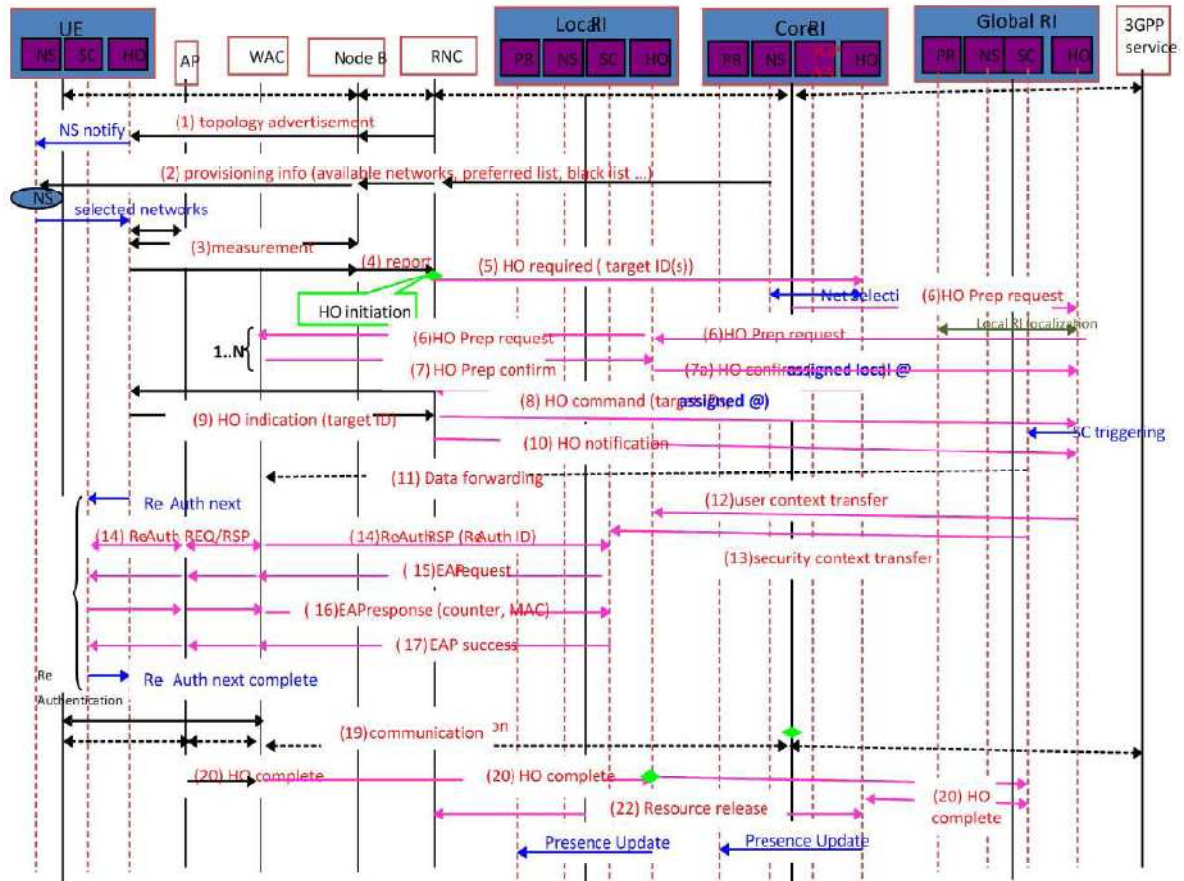 UE
Local RI
Core RI
Global RI
3GPP
service
NS SC HO
AP
WAC
Node B
RNC
PR NS SC HO
PR NS HO
PR NS SC HO
(1) topology advertisement
NS notify
(2) provisioning info (available networks, preferred list, black list ...)
NS
selected networks
(3)measurement
(4) report
(5) HO required ( target ID(s))
HO initiation
Net Selecti
(6)HO Prep request
Local RI localization
(6)HO Prep request
(6)HO Prep request
1..N
(7) HO Prep confirm
(7a) HO confirm assigned local @
(8) HO command (target assigned @)
(9) HO indication (target ID)
(10) HO notification
SC triggering
(11) Data forwarding
Re Auth next
(12)user context transfer
(14) ReAuth REQ/RSP
(14)ReAuthRSP (ReAuth ID)
(13)security context transfer
( 15)EAPrequest
( 16)EAPresponse (counter, MAC)
( 17)EAP success
Re
Authentication
Re Auth next complete
(19)communication on
(20) HO complete
(20) HO complete
(20) HO
complete
(22) Resource release
Presence Update
Presence Update